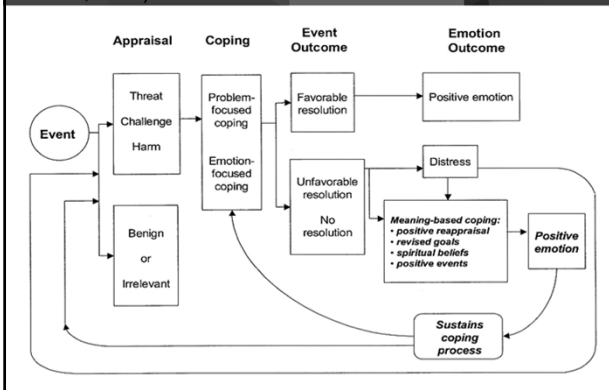 Appraisal
Coping
Event
Outcome
Emotion
Outcome
Event
Threat
Challenge
Harm
Benign
or
Irrelevant
Problem-
focused
coping
Emotion-
focused
coping
Favorable
resolution
Unfavorable
resolution
No
resolution
Positive emotion
Distress
Meaning-based coping:
• positive reappraisal
• revised goals
• spiritual beliefs
• positive events
Positive
emotion
Sustains
coping
process